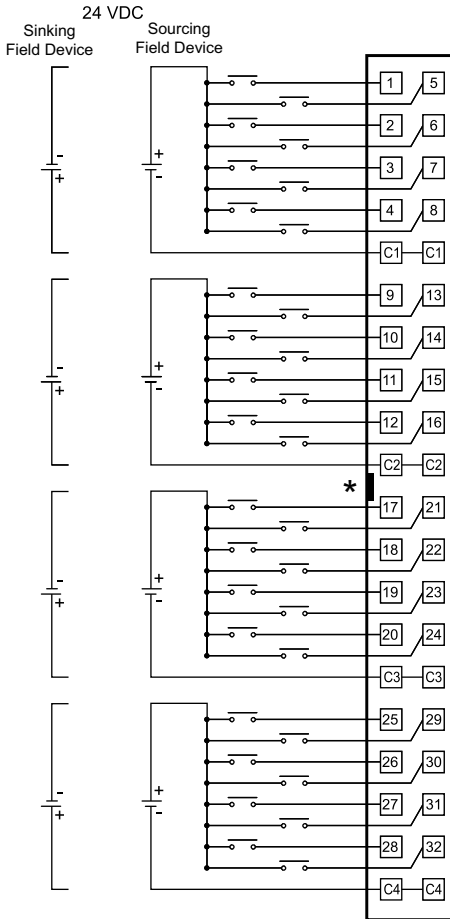 24 VDC
Sinking
Field Device
Sourcing
Field Device
1 5
2 6
3 7
4 8
- + + -
C1 C1
9 13
10 14
11 15
12 16
- + + -
C2 C2
*
17 21
18 22
19 23
20 24
- + + -
C3 C3
25 29
26 30
27 31
28 32
- + + -
C4 C4